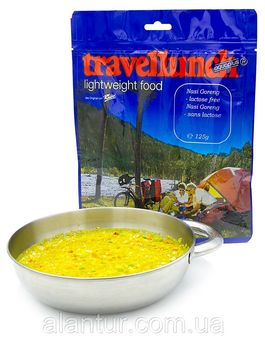 travellunch
lightweight food
Nasi Goreng
- lactose free
Nasi Goreng
- sans lactose
125g
© alantur.com.ua